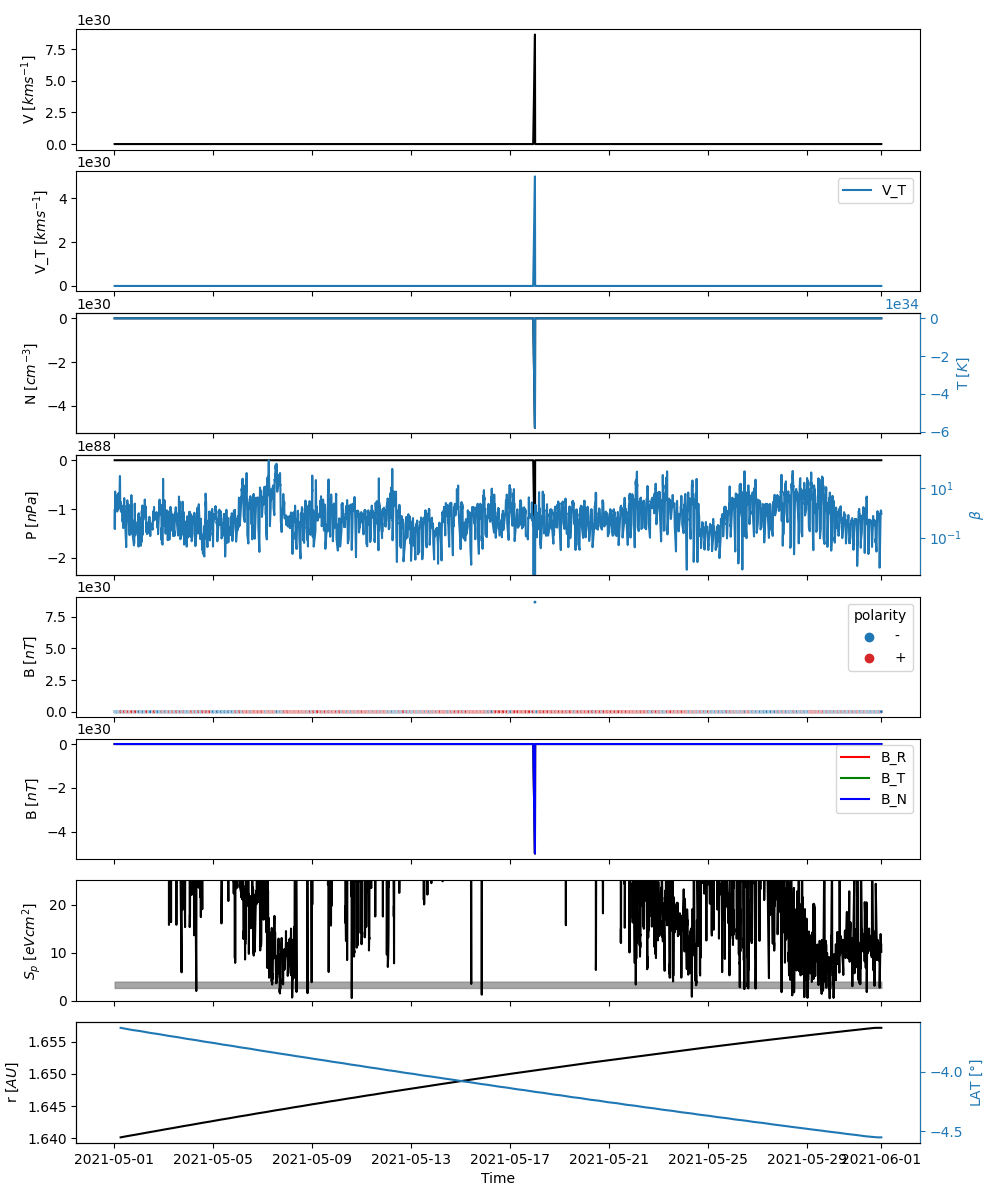 1e30
7.5
5.0
2.5
0.0
V [kms⁻¹]
1e30
4
2
0
V_T [kms⁻¹]
V_T
1e30
1e34
0
−2
−4
N [cm⁻³]
0
−2
−4
−6
T [K]
1e88
0
−1
−2
P [nPa]
10¹
10⁻¹
β
1e30
7.5
5.0
2.5
0.0
B [nT]
polarity
-
+
1e30
0
−2
−4
B [nT]
B_R
B_T
B_N
20
10
0
S_p [eVcm²]
1.655
1.650
1.645
1.640
r [AU]
−4.0
−4.5
LAT [°]
2021-05-01 2021-05-05 2021-05-09 2021-05-13 2021-05-17 2021-05-21 2021-05-25 2021-05-29 2021-06-01
Time